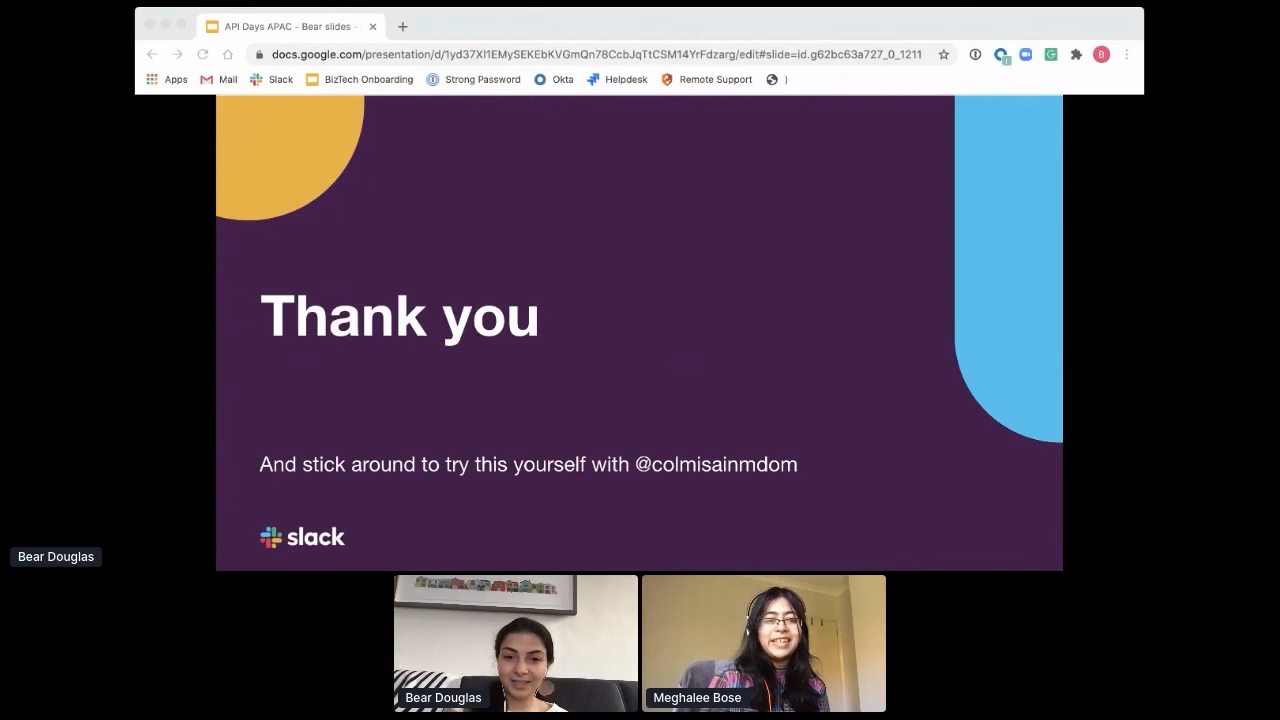 API Days APAC - Bear slides -
docs.google.com/presentation/d/1yd37Xl1EMySEKEbKVGmQn78CcbJqTtCSM14YrFdzarg/edit#slide=id.g62bc63a727_0_1211
B
Apps Mail Slack BizTech Onboarding Strong Password Okta Helpdesk Remote Support )
Thank you
And stick around to try this yourself with @colmisainmdom
slack
Bear Douglas
Bear Douglas
Meghalee Bose